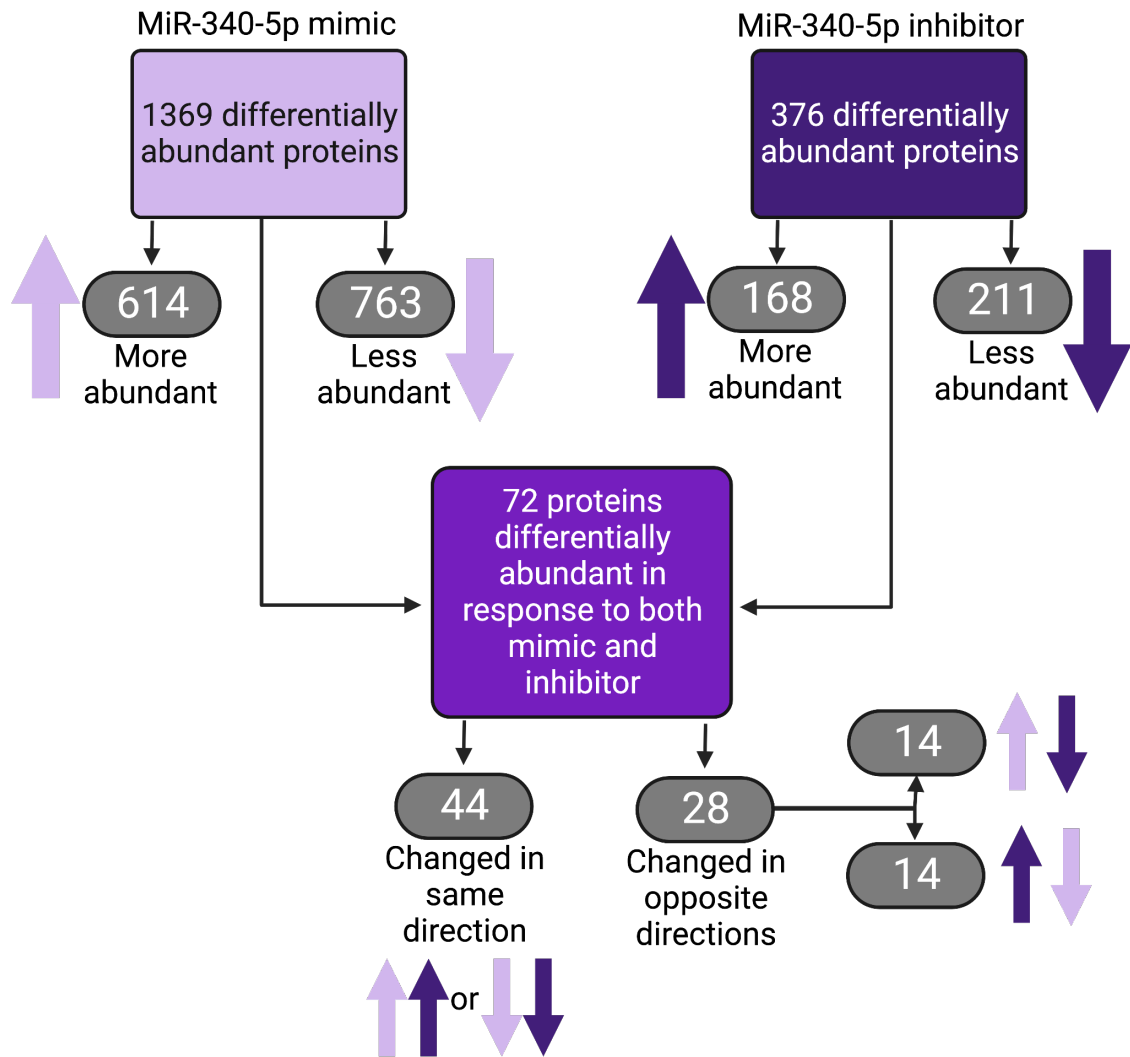 MiR-340-5p mimic
1369 differentially
abundant proteins
614
More
abundant
763
Less
abundant
MiR-340-5p inhibitor
376 differentially
abundant proteins
168
More
abundant
211
Less
abundant
72 proteins
differentially
abundant in
response to both
mimic and
inhibitor
44
Changed in
same
direction
or
28
Changed in
opposite
directions
14
14